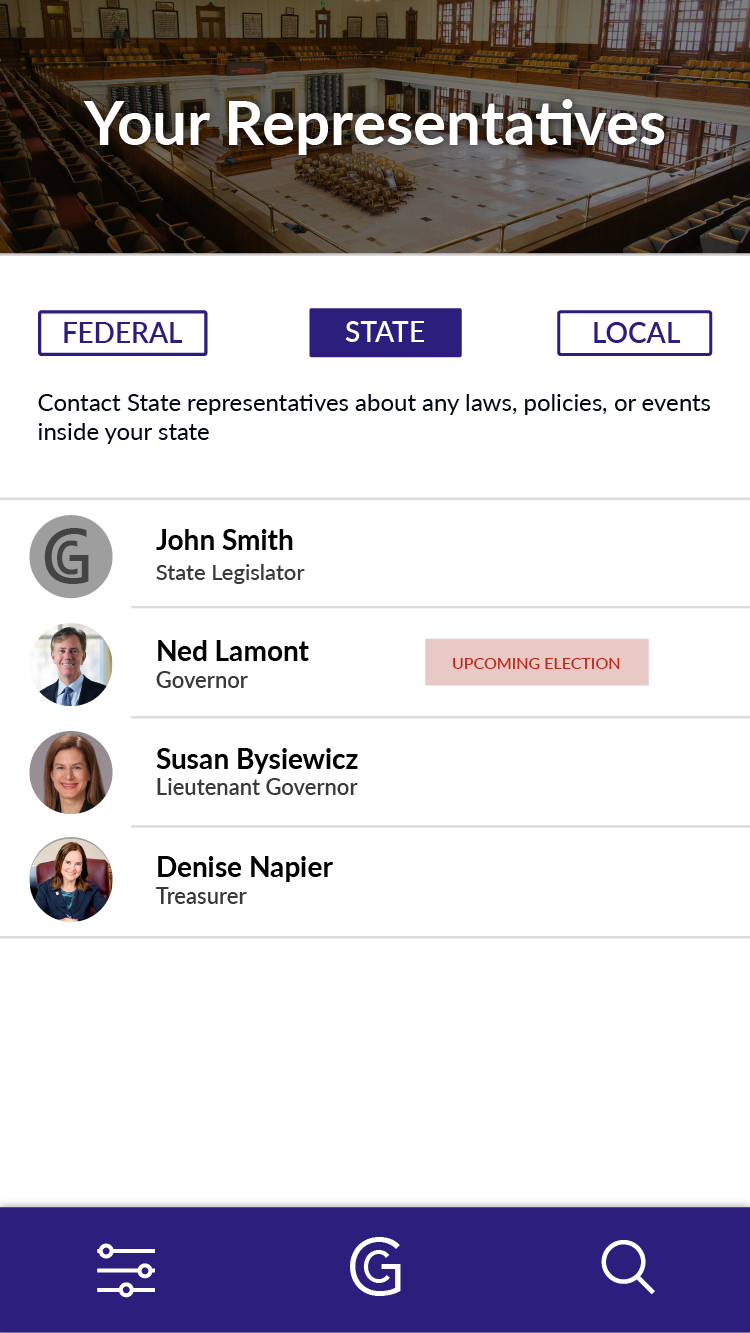 Your Representatives
FEDERAL
STATE
LOCAL
Contact State representatives about any laws, policies, or events
inside your state
G
John Smith
State Legislator
Ned Lamont
Governor
UPCOMING ELECTION
Susan Bysiewicz
Lieutenant Governor
Denise Napier
Treasurer
G